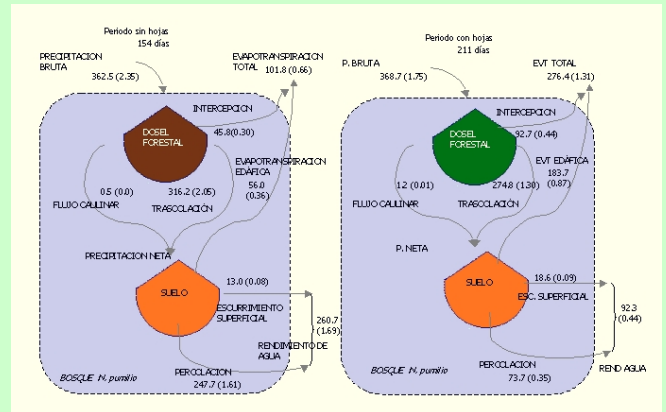 Periodo sin hojas
154 días
PRECIPITACION
BRUTA
362.5 (2.35)
EVAPOTRANSPIRACION
TOTAL
101.8 (0.66)
INTERCEPCION
DOSEL
FORESTAL
45.8(0.30)
EVAPOTRANSPIRACION
EDÁFICA
56.0
(0.36)
0.5 (0.0)
316.2 (2.05)
FLUJO CAULINAR
TRASCOLACIÓN
PRECIPITACION NETA
SUELO
13.0 (0.08)
ESCURRIMIENTO
SUPERFICIAL
260.7
(1.69)
RENDIMIENTO DE
AGUA
PERCOLACION
247.7 (1.61)
BOSQUE N. pumilio
Periodo con hojas
211 días
P. BRUTA
368.7 (1.75)
EVT TOTAL
276.4 (1.31)
INTERCEPCION
DOSEL
FORESTAL
92.7 (0.44)
EVT EDÁFICA
183.7
(0.87)
1.2 (0.01)
274.8 (1.30)
FLUJO CAULINAR
TRASCOLACIÓN
P. NETA
SUELO
18.6 (0.09)
ESC. SUPERFICIAL
92.3
(0.44)
REND AGUA
PERCOLACION
73.7 (0.35)
BOSQUE N. pumilio